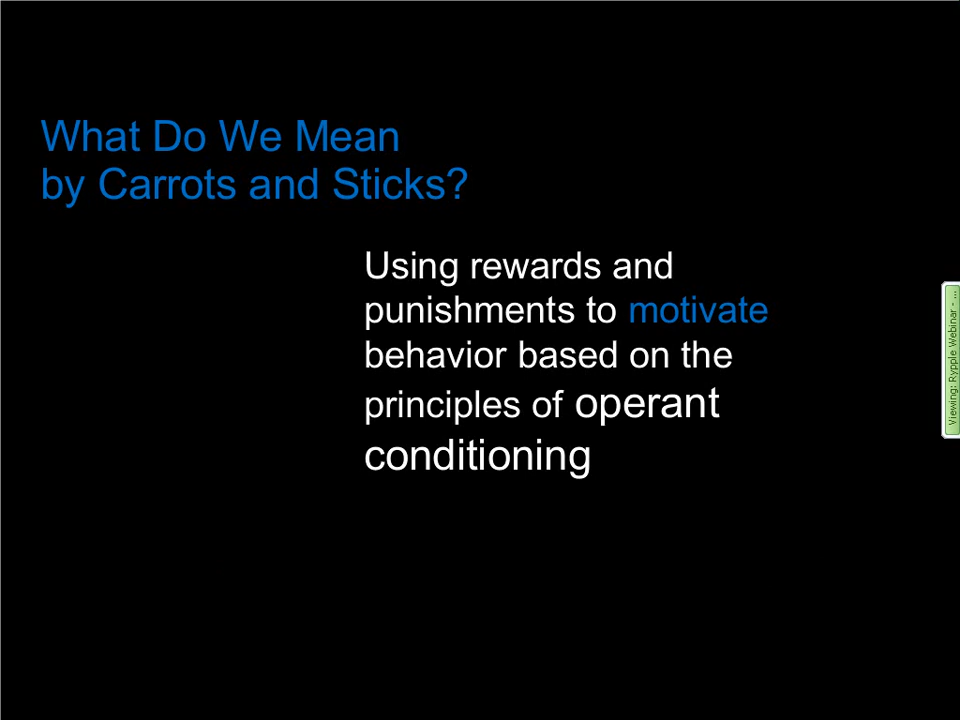 What Do We Mean
by Carrots and Sticks?
Using rewards and
punishments to motivate
behavior based on the
principles of operant
conditioning
Viewing: Rypple Webinar - ...